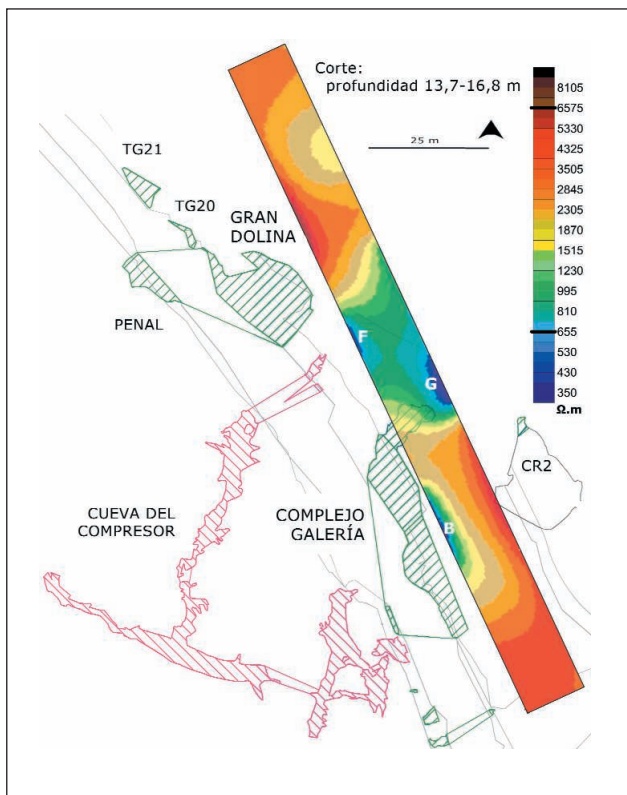 Corte:
profundidad 13,7-16,8 m
25 m
TG21
TG20
GRAN
DOLINA
PENAL
F
G
B
CR2
CUEVA DEL
COMPRESOR
COMPLEJO
GALERÍA
8105
6575
5330
4325
3505
2845
2305
1870
1515
1230
995
810
655
530
430
350
Ω.m